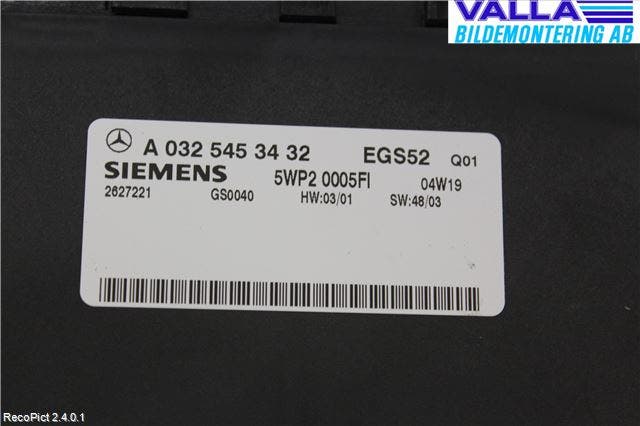 VALLA
BILDEMONTERING AB
A 032 545 34 32 EGS52 Q01
SIEMENS 5WP2 0005FI 04W19
2627221 GS0040 HW:03/01 SW:48/03
RecoPict 2.4.0.1